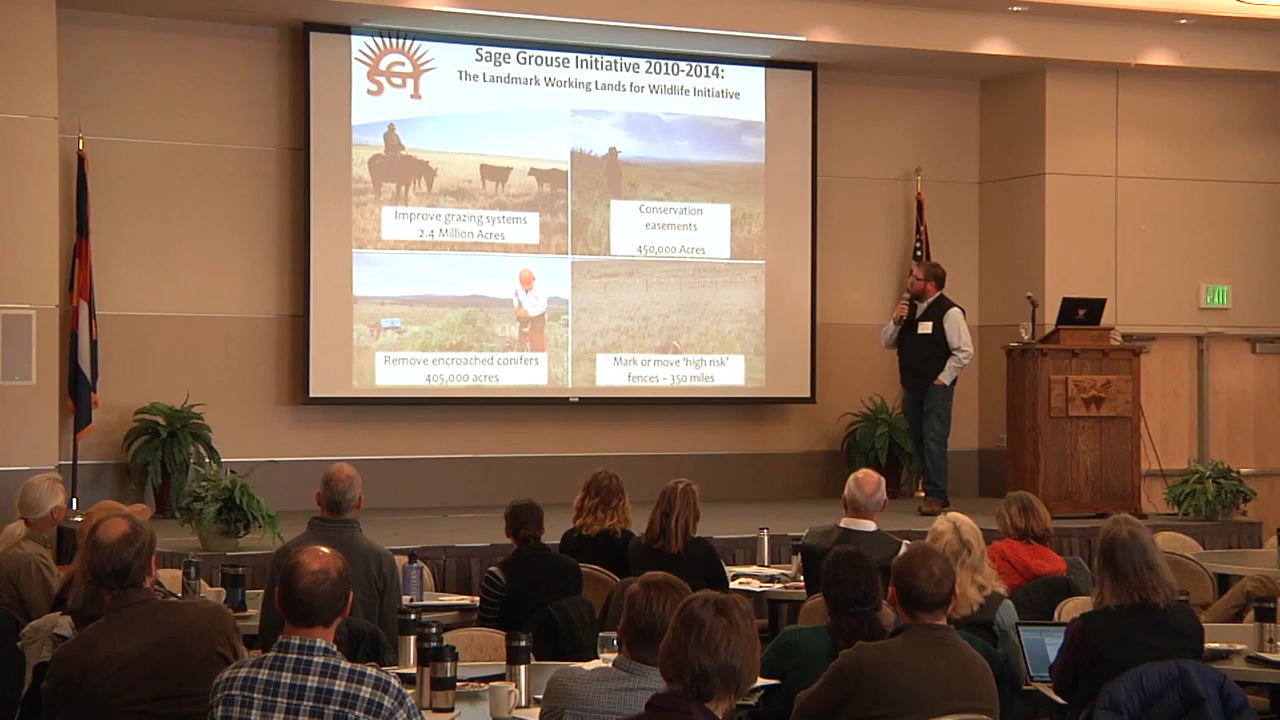 SGI
Sage Grouse Initiative 2010-2014:
The Landmark Working Lands for Wildlife Initiative
Improve grazing systems
2.4 Million Acres
Conservation
easements
450,000 Acres
Remove encroached conifers
405,000 acres
Mark or move 'high risk'
fences – 350 miles
EXIT